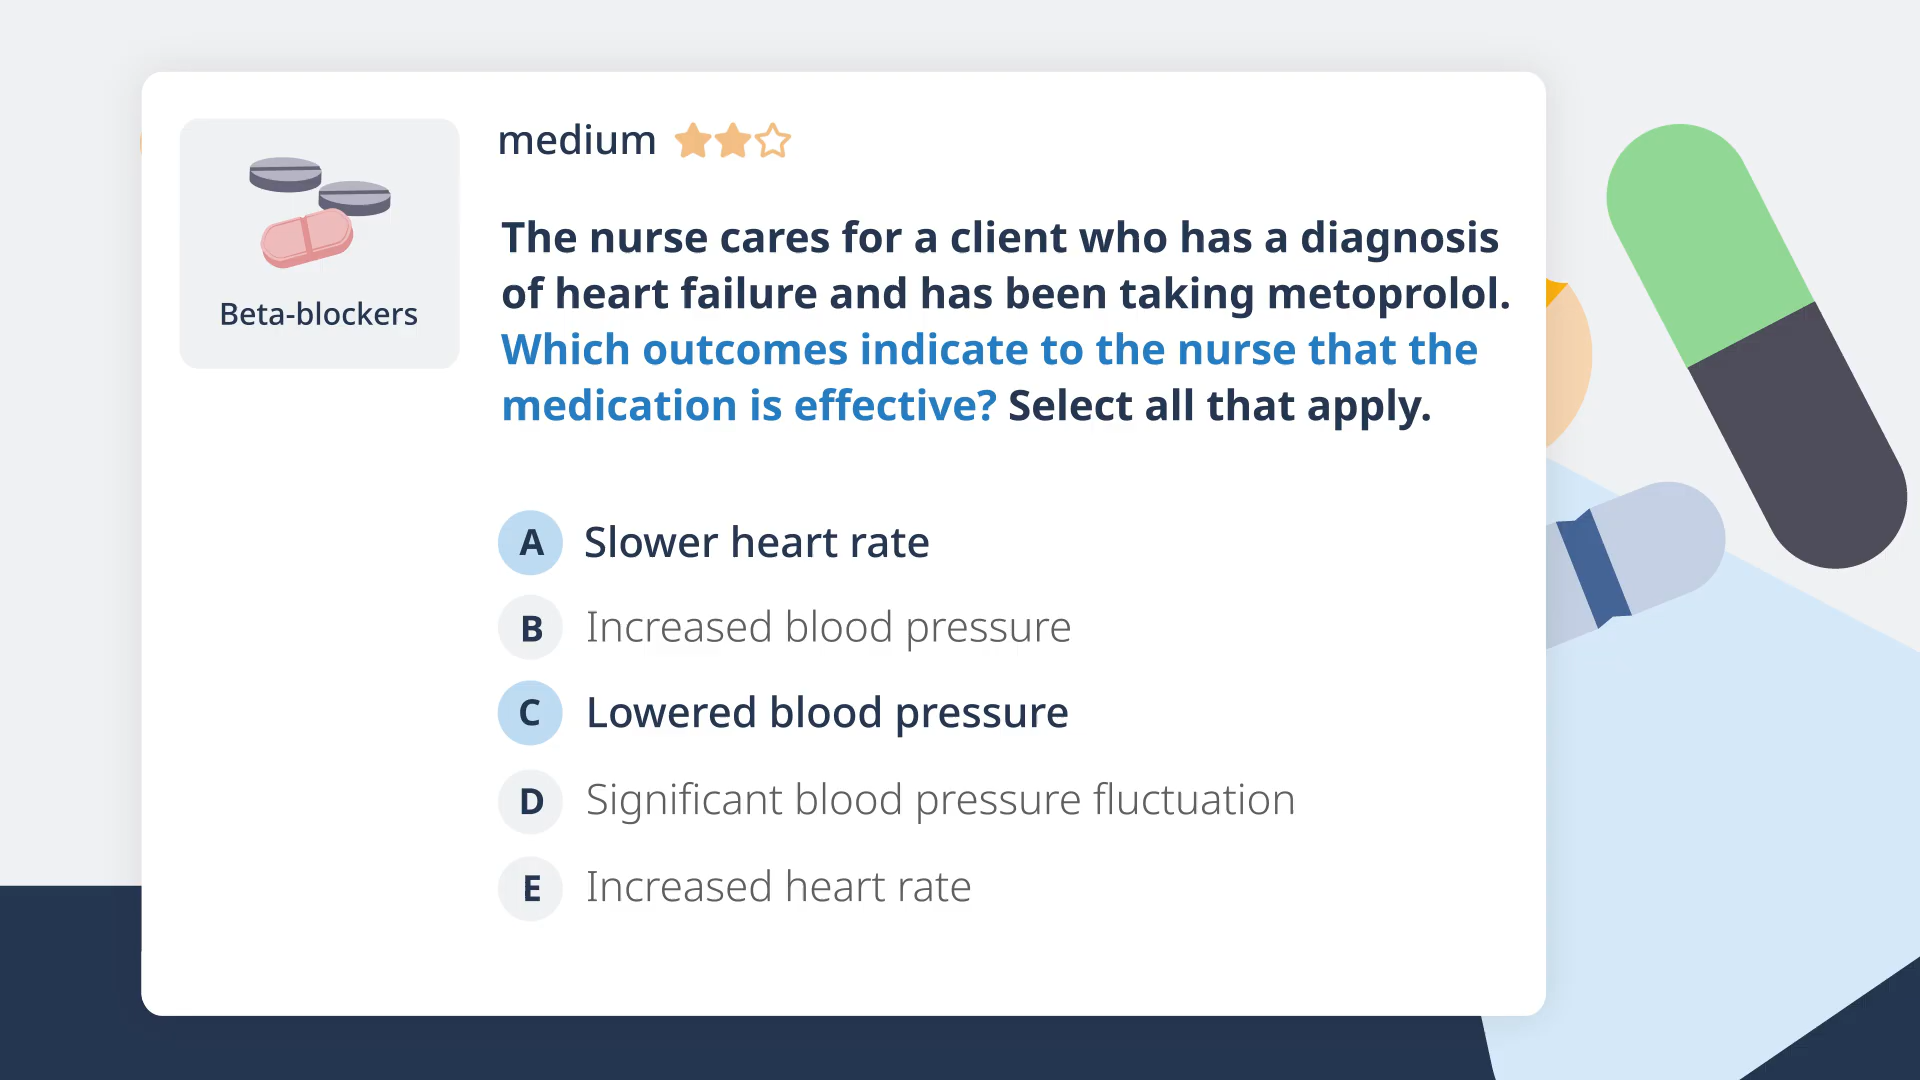 Beta-blockers
medium
The nurse cares for a client who has a diagnosis
of heart failure and has been taking metoprolol.
Which outcomes indicate to the nurse that the
medication is effective? Select all that apply.
A Slower heart rate
B Increased blood pressure
C Lowered blood pressure
D Significant blood pressure fluctuation
E Increased heart rate